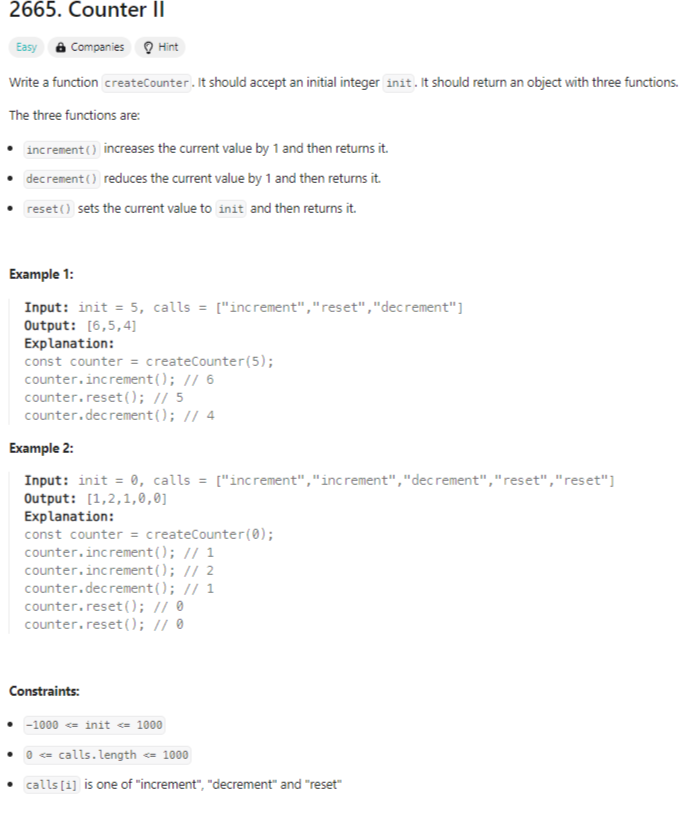 2665. Counter II
Easy Companies Hint
Write a function createCounter. It should accept an initial integer init. It should return an object with three functions.
The three functions are:
• increment() increases the current value by 1 and then returns it.
• decrement() reduces the current value by 1 and then returns it.
• reset() sets the current value to init and then returns it.
Example 1:
Input: init = 5, calls = ["increment","reset","decrement"]
Output: [6,5,4]
Explanation:
const counter = createCounter(5);
counter.increment(); // 6
counter.reset(); // 5
counter.decrement(); // 4
Example 2:
Input: init = 0, calls = ["increment","increment","decrement","reset","reset"]
Output: [1,2,1,0,0]
Explanation:
const counter = createCounter(0);
counter.increment(); // 1
counter.increment(); // 2
counter.decrement(); // 1
counter.reset(); // 0
counter.reset(); // 0
Constraints:
• -1000 <= init <= 1000
• 0 <= calls.length <= 1000
• calls[i] is one of "increment", "decrement" and "reset"